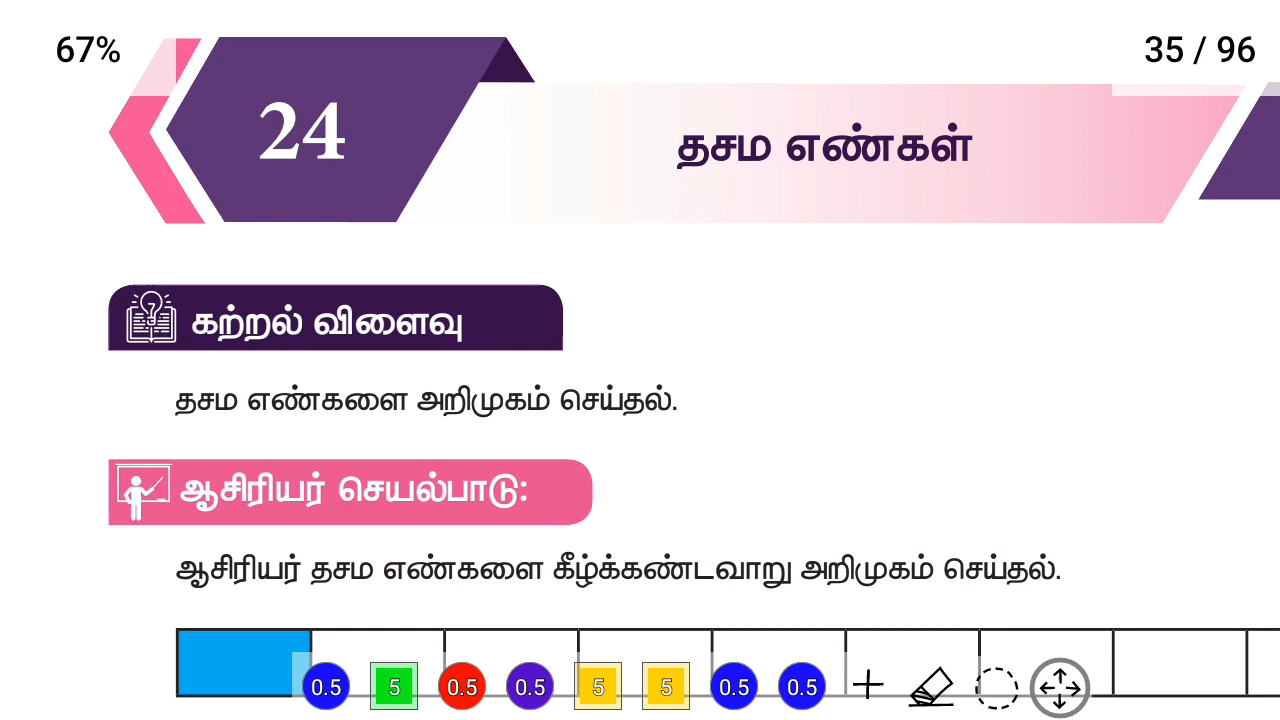 67%
35 / 96
24
தசம எண்கள்
கற்றல் விளைவு
தசம எண்களை அறிமுகம் செய்தல்.
ஆசிரியர் செயல்பாடு:
ஆசிரியர் தசம எண்களை கீழ்க்கண்டவாறு அறிமுகம் செய்தல்.
0.5 5 0.5 0.5 5 5 0.5 0.5